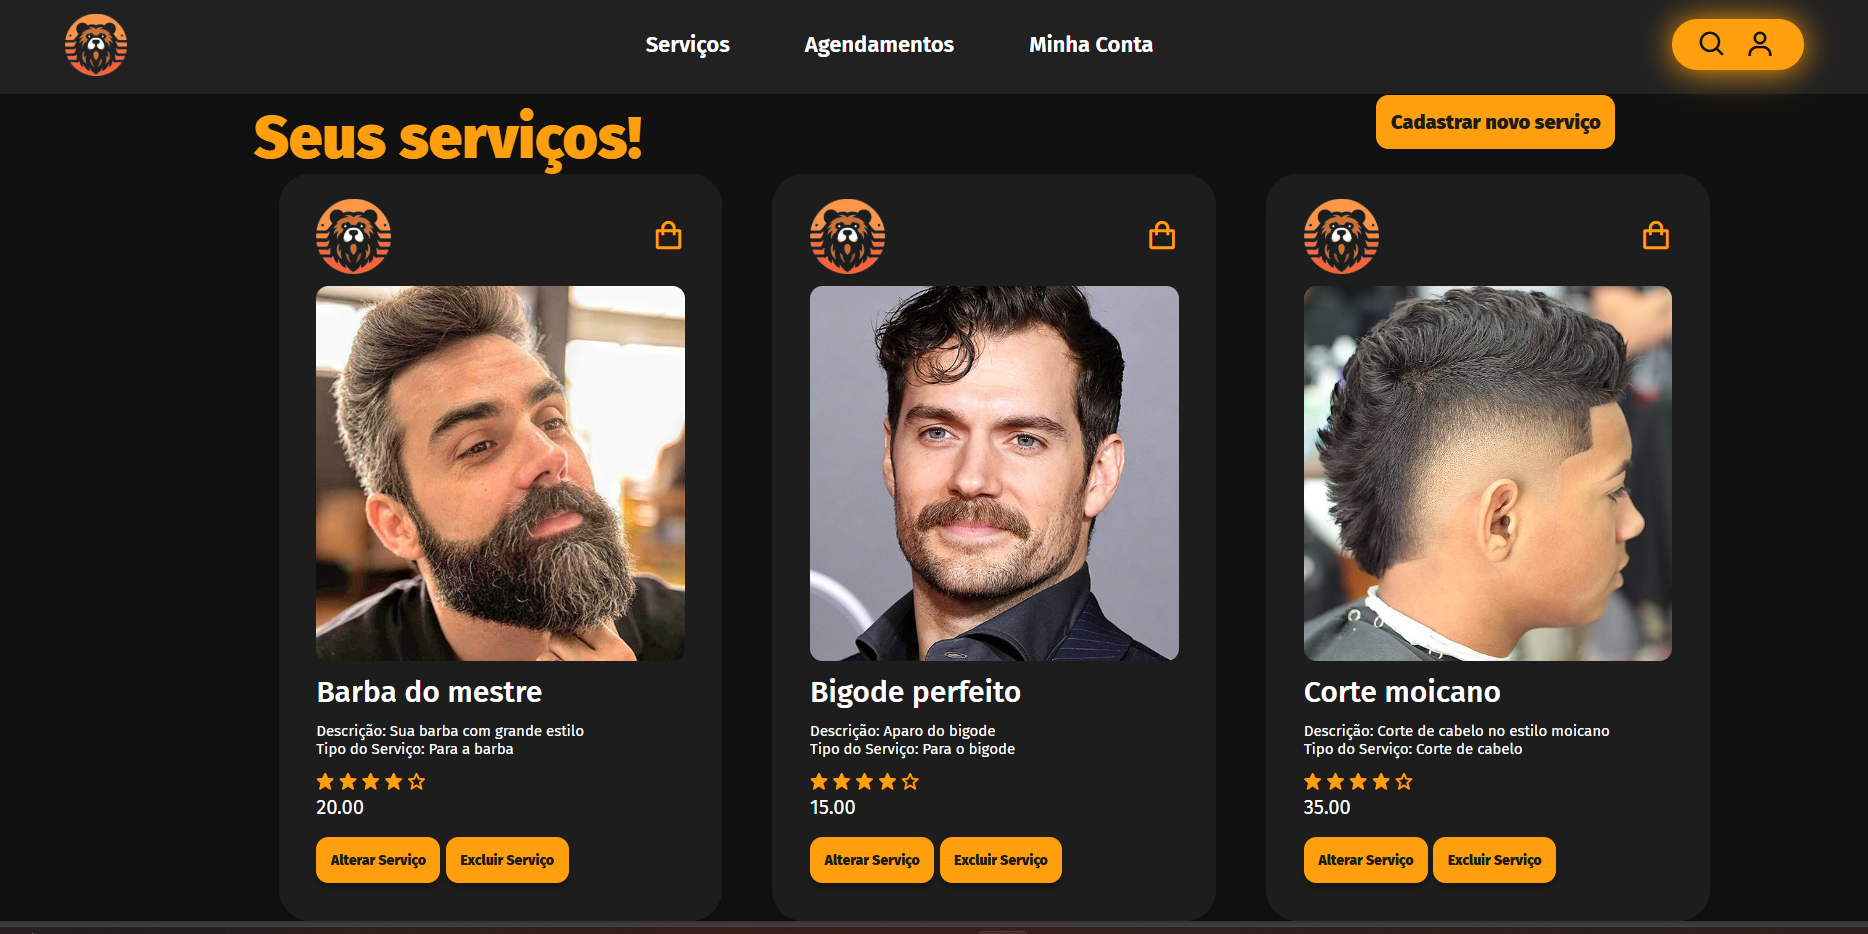 Serviços
Agendamentos
Minha Conta
Seus serviços!
Cadastrar novo serviço
Barba do mestre
Descrição: Sua barba com grande estilo
Tipo do Serviço: Para a barba
20.00
Alterar Serviço
Excluir Serviço
Bigode perfeito
Descrição: Aparo do bigode
Tipo do Serviço: Para o bigode
15.00
Alterar Serviço
Excluir Serviço
Corte moicano
Descrição: Corte de cabelo no estilo moicano
Tipo do Serviço: Corte de cabelo
35.00
Alterar Serviço
Excluir Serviço